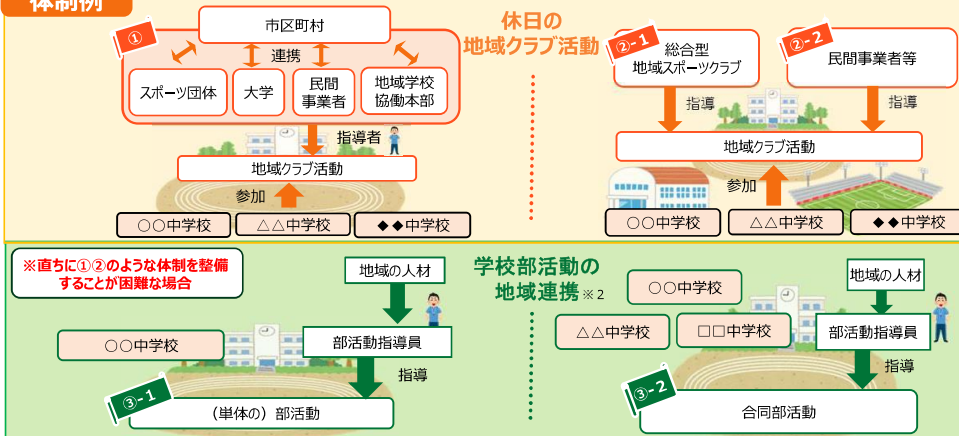 体制例
①
市区町村
連携
スポーツ団体
大学
民間
事業者
地域学校
協働本部
指導者
地域クラブ活動
参加
○○中学校
△△中学校
◆◆中学校
休日の
地域クラブ活動
②-1
総合型
地域スポーツクラブ
②-2
民間事業者等
指導
指導
地域クラブ活動
参加
○○中学校
△△中学校
◆◆中学校
※直ちに①②のような体制を整備
することが困難な場合
地域の人材
○○中学校
部活動指導員
指導
③-1
（単体の）部活動
学校部活動の
地域連携※2
○○中学校
△△中学校
□□中学校
地域の人材
部活動指導員
指導
③-2
合同部活動